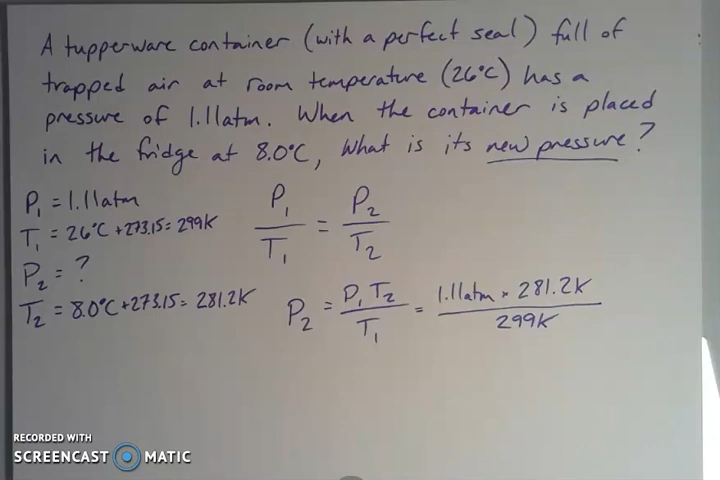 A tupperware container (with a perfect seal) full of
trapped air at room temperature (26°C) has a
pressure of 1.11atm. When the container is placed
in the fridge at 8.0°C, What is its new pressure?
P₁ = 1.11atm
T₁ = 26°C +273.15 = 299K
P₂ = ?
T₂ = 8.0°C +273.15 = 281.2K
P₁/T₁ = P₂/T₂
P₂ = P₁T₂/T₁ = 1.11atm × 281.2K/299K
RECORDED WITH
SCREENCAST MATIC